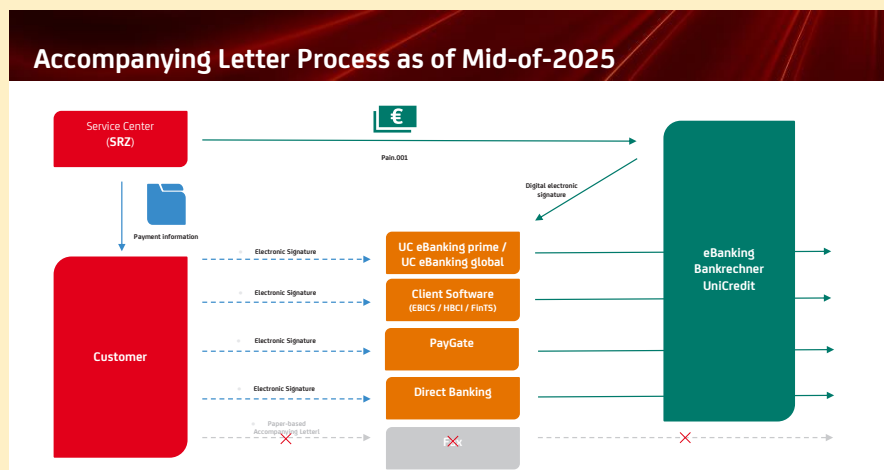 Accompanying Letter Process as of Mid-of-2025
Service Center
(SRZ)
€
Pain.001
Digital electronic
signature
Payment information
Electronic Signature
UC eBanking prime /
UC eBanking global
eBanking
Bankrechner
UniCredit
Electronic Signature
Client Software
(EBICS / HBCI / FinTS)
Customer
Electronic Signature
PayGate
Electronic Signature
Direct Banking
Paper-based
Accompanying Letterl